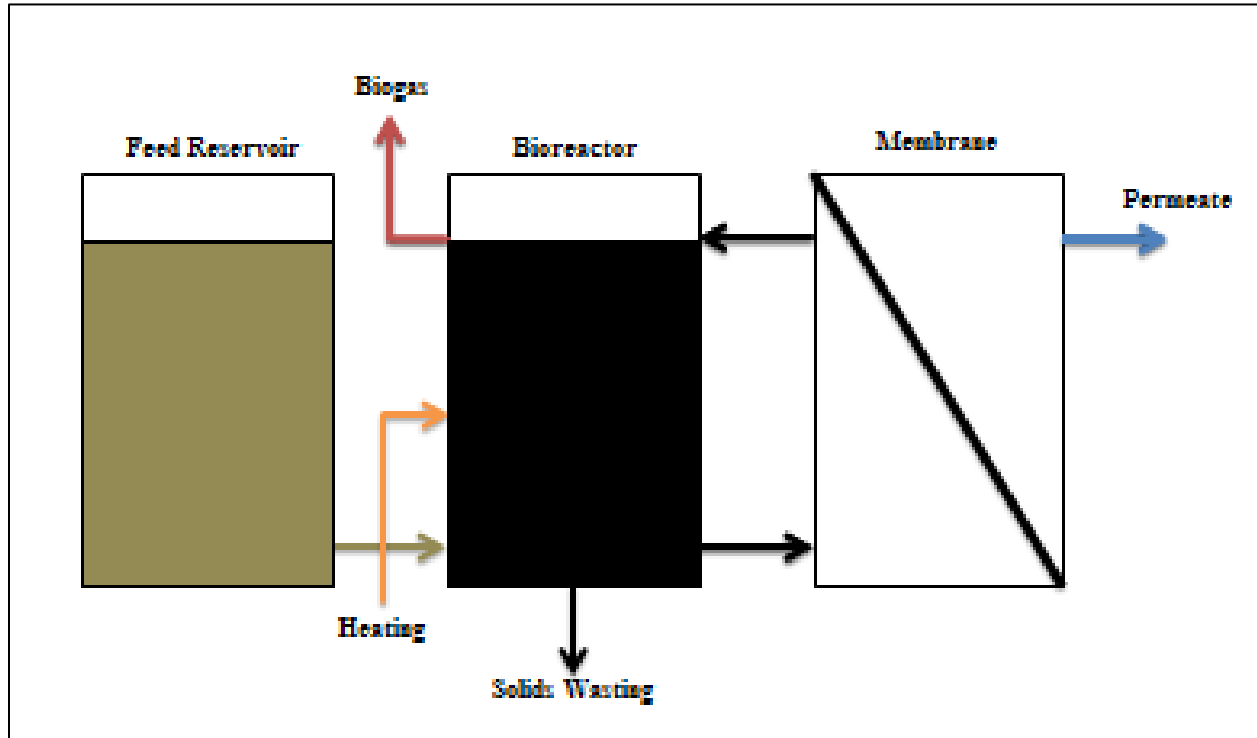 Biogas
Feed Reservoir
Bioreactor
Membrane
Permeate
Heating
Solids Wasting